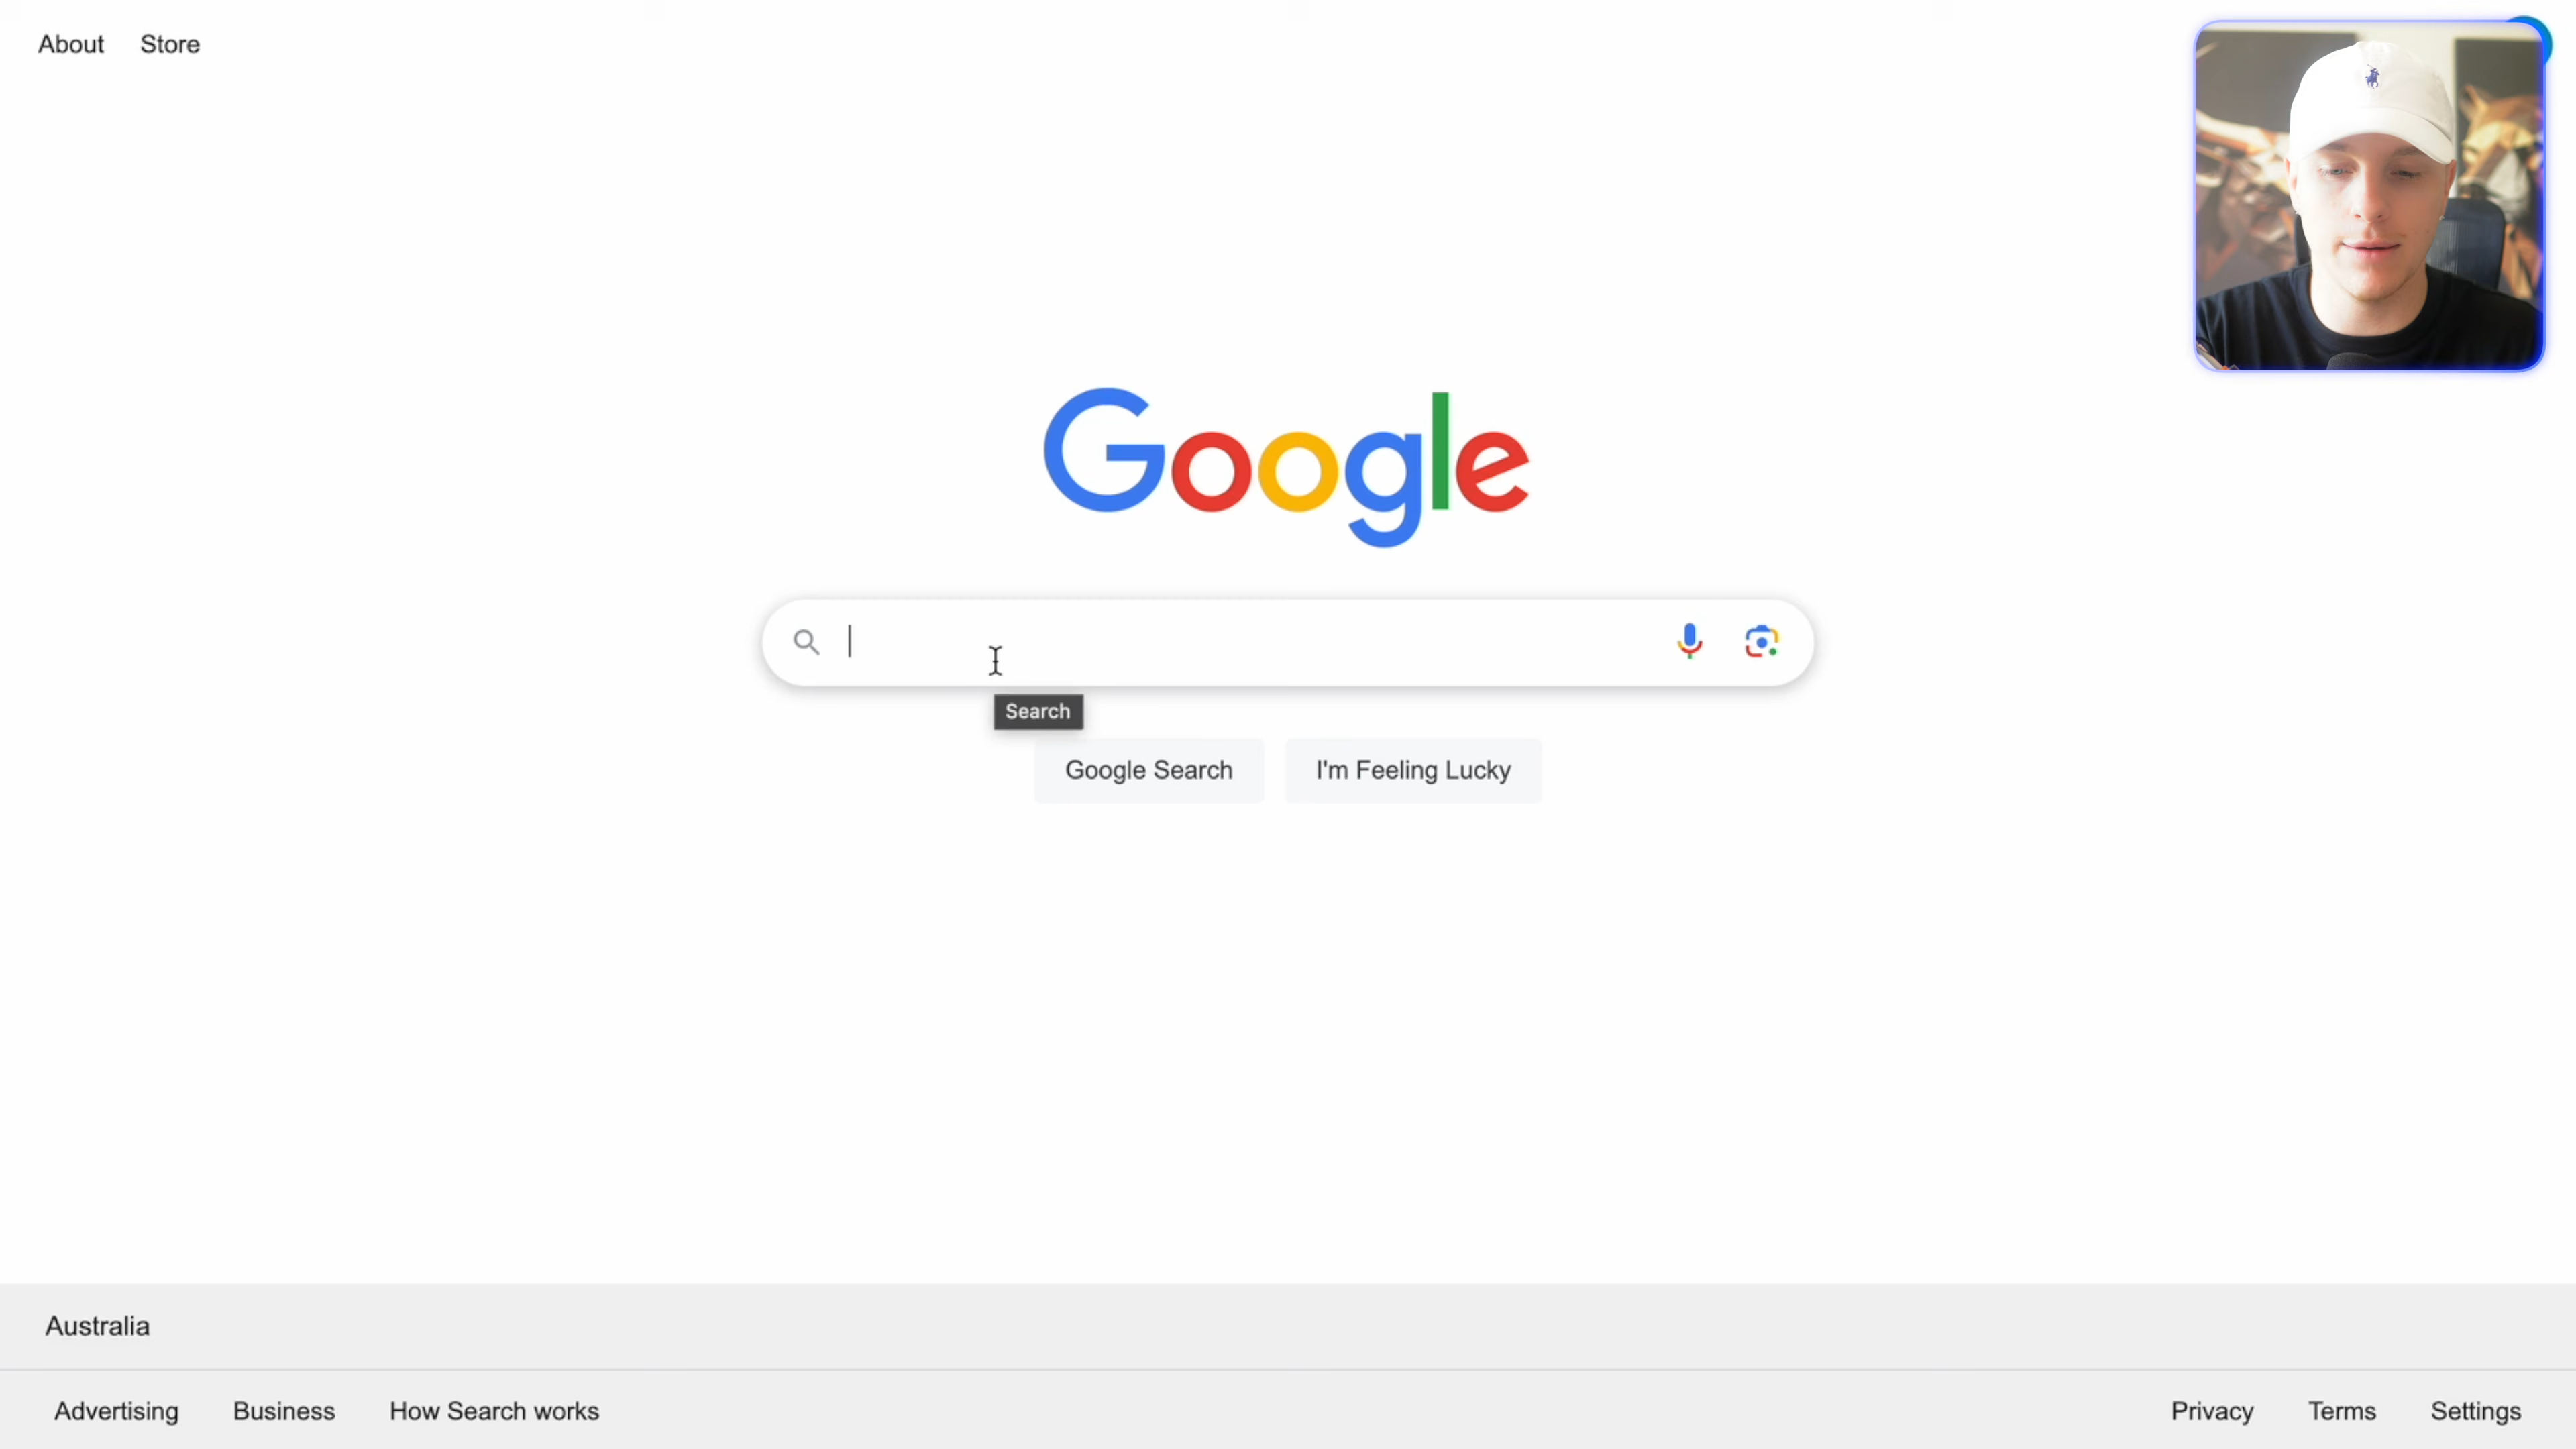 About Store
Google
Search
Google Search I'm Feeling Lucky
Australia
Advertising Business How Search works Privacy Terms Settings